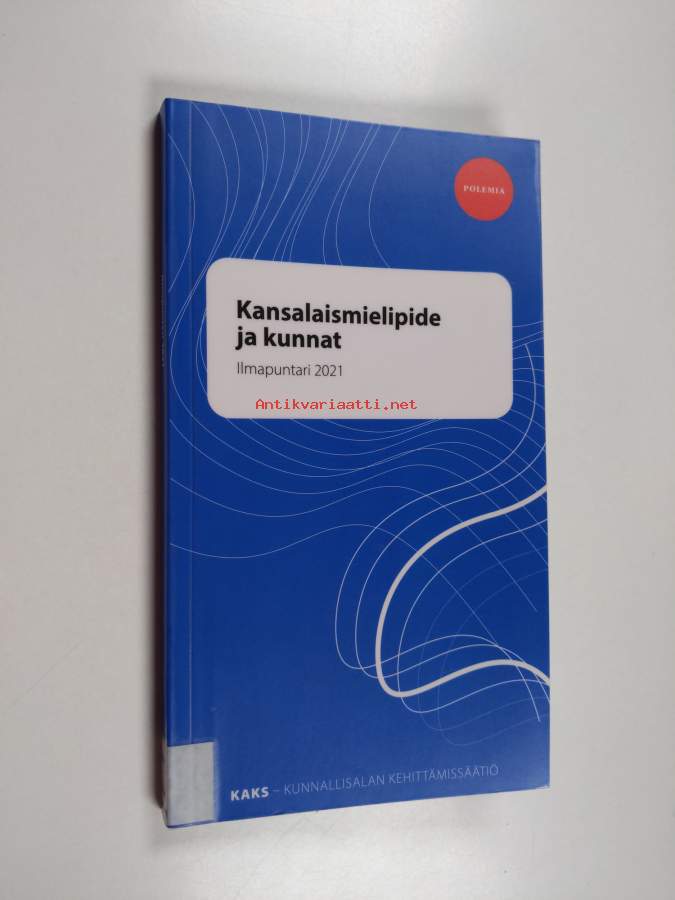 POLEMIA
Kansalaismielipide
ja kunnat
Ilmapuntari 2021
Antikvariaatti.net
KAKS – KUNNALLISALAN KEHITTÄMISSÄÄTIÖ